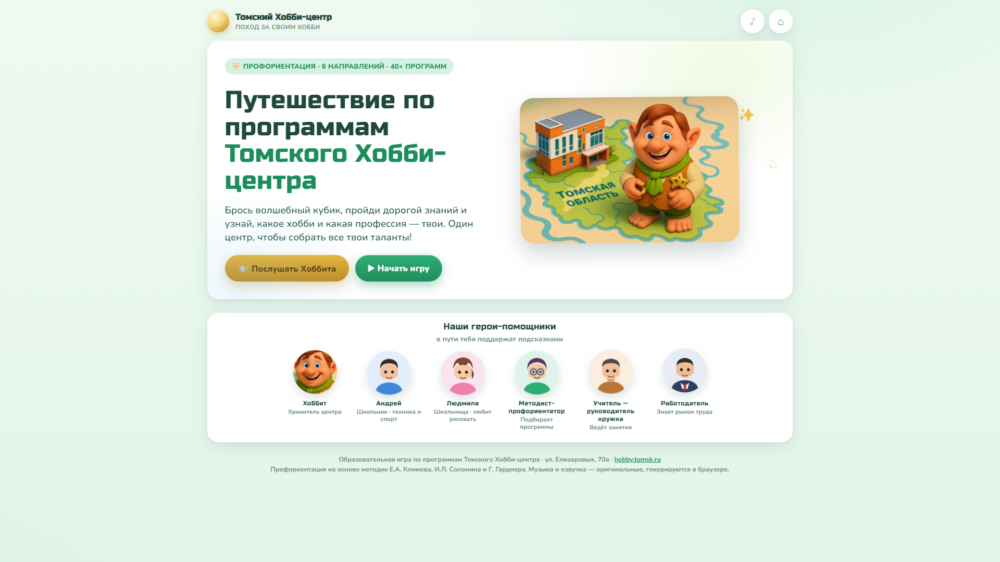 Томский Хобби-центр
ПОХОД ЗА СВОИМ ХОББИ
ПРОФОРИЕНТАЦИЯ · 6 НАПРАВЛЕНИЙ · 40+ ПРОГРАММ
Путешествие по
программам
Томского Хобби-
центра
Брось волшебный кубик, пройди дорогой знаний и
узнай, какое хобби и какая профессия — твои. Один
центр, чтобы собрать все твои таланты!
Послушать Хоббита
Начать игру
ТОМСКАЯ
ОБЛАСТЬ
Наши герои-помощники
в пути тебя поддержат подсказками
Хоббит
Хранитель центра
Андрей
Школьник · техника и
спорт
Людмила
Школьница · любит
рисовать
Методист-
профориентатор
Подбирает
программы
Учитель —
руководитель
кружка
Ведёт занятия
Работодатель
Знает рынок труда
Образовательная игра по программам Томского Хобби-центра · ул. Елизаровых, 70а · hobby.tomsk.ru
Профориентация на основе методик Е.А. Климова, И.Л. Соломина и Г. Гарднера. Музыка и озвучка — оригинальные, генерируются в браузере.